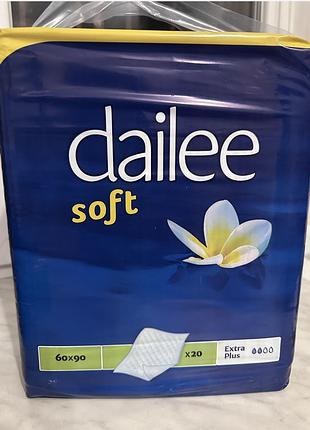 dailee
soft
60x90
x20
Extra
Plus